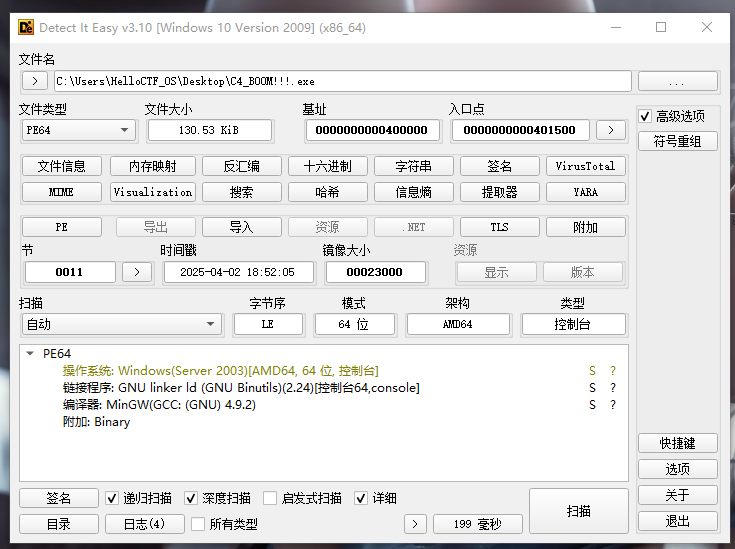 Detect It Easy v3.10 [Windows 10 Version 2009] (x86_64)
文件名
> C:\Users\HelloCTF_OS\Desktop\C4_BOOM!!!.exe ...
文件类型 文件大小 基址 入口点 高级选项
PE64 130.53 KiB 0000000000400000 0000000000401500 > 符号重组
文件信息 内存映射 反汇编 十六进制 字符串 签名 VirusTotal
MIME Visualization 搜索 哈希 信息熵 提取器 YARA
PE 导出 导入 资源 .NET TLS 附加
节 时间戳 镜像大小 资源
0011 > 2025-04-02 18:52:05 00023000 显示 版本
扫描 字节序 模式 架构 类型
自动 LE 64 位 AMD64 控制台
PE64
操作系统: Windows(Server 2003)[AMD64, 64 位, 控制台] S ?
链接程序: GNU linker ld (GNU Binutils)(2.24)[控制台64,console] S ?
编译器: MinGW(GCC: (GNU) 4.9.2) S ?
附加: Binary
快捷键
选项
签名 递归扫描 深度扫描 启发式扫描 详细 扫描 关于
目录 日志(4) 所有类型 > 199 毫秒 退出